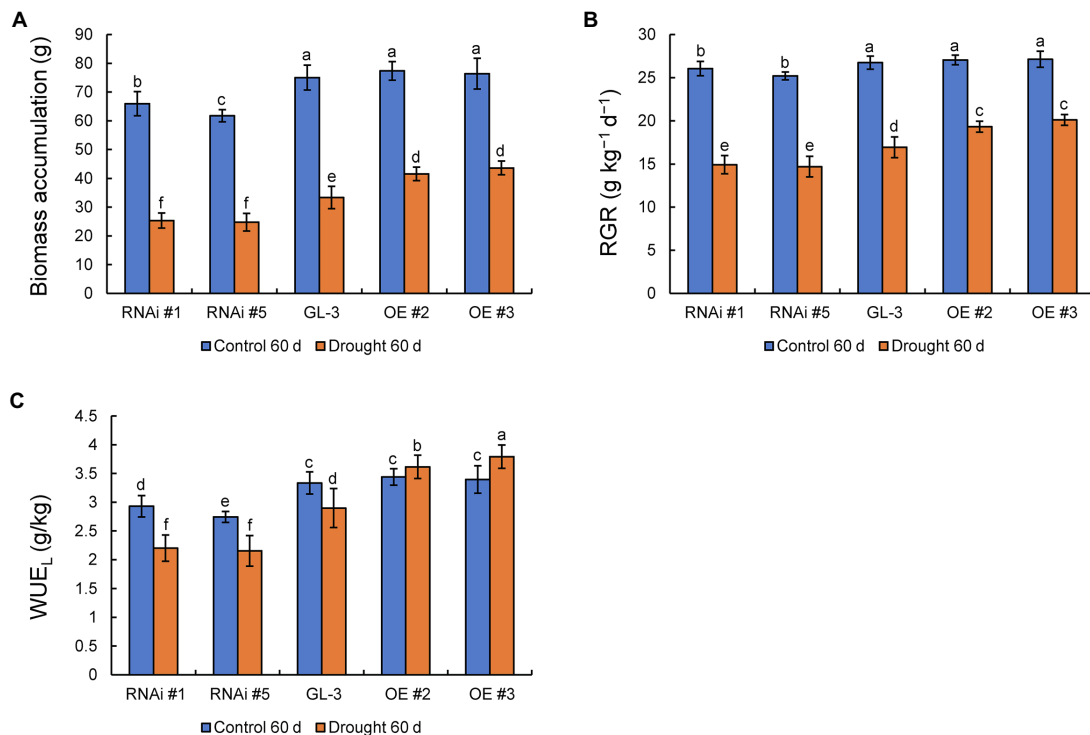 A
Biomass accumulation (g)
90
80
70
60
50
40
30
20
10
0
b
f
c
f
a
e
a
d
a
d
RNAi #1 RNAi #5 GL-3 OE #2 OE #3
Control 60 d Drought 60 d
B
RGR (g kg⁻¹ d⁻¹)
30
25
20
15
10
5
0
b
e
b
e
a
d
a
c
a
c
RNAi #1 RNAi #5 GL-3 OE #2 OE #3
Control 60 d Drought 60 d
C
WUE_L (g/kg)
4.5
4
3.5
3
2.5
2
1.5
1
0.5
0
d
f
e
f
c
d
c
b
c
a
RNAi #1 RNAi #5 GL-3 OE #2 OE #3
Control 60 d Drought 60 d